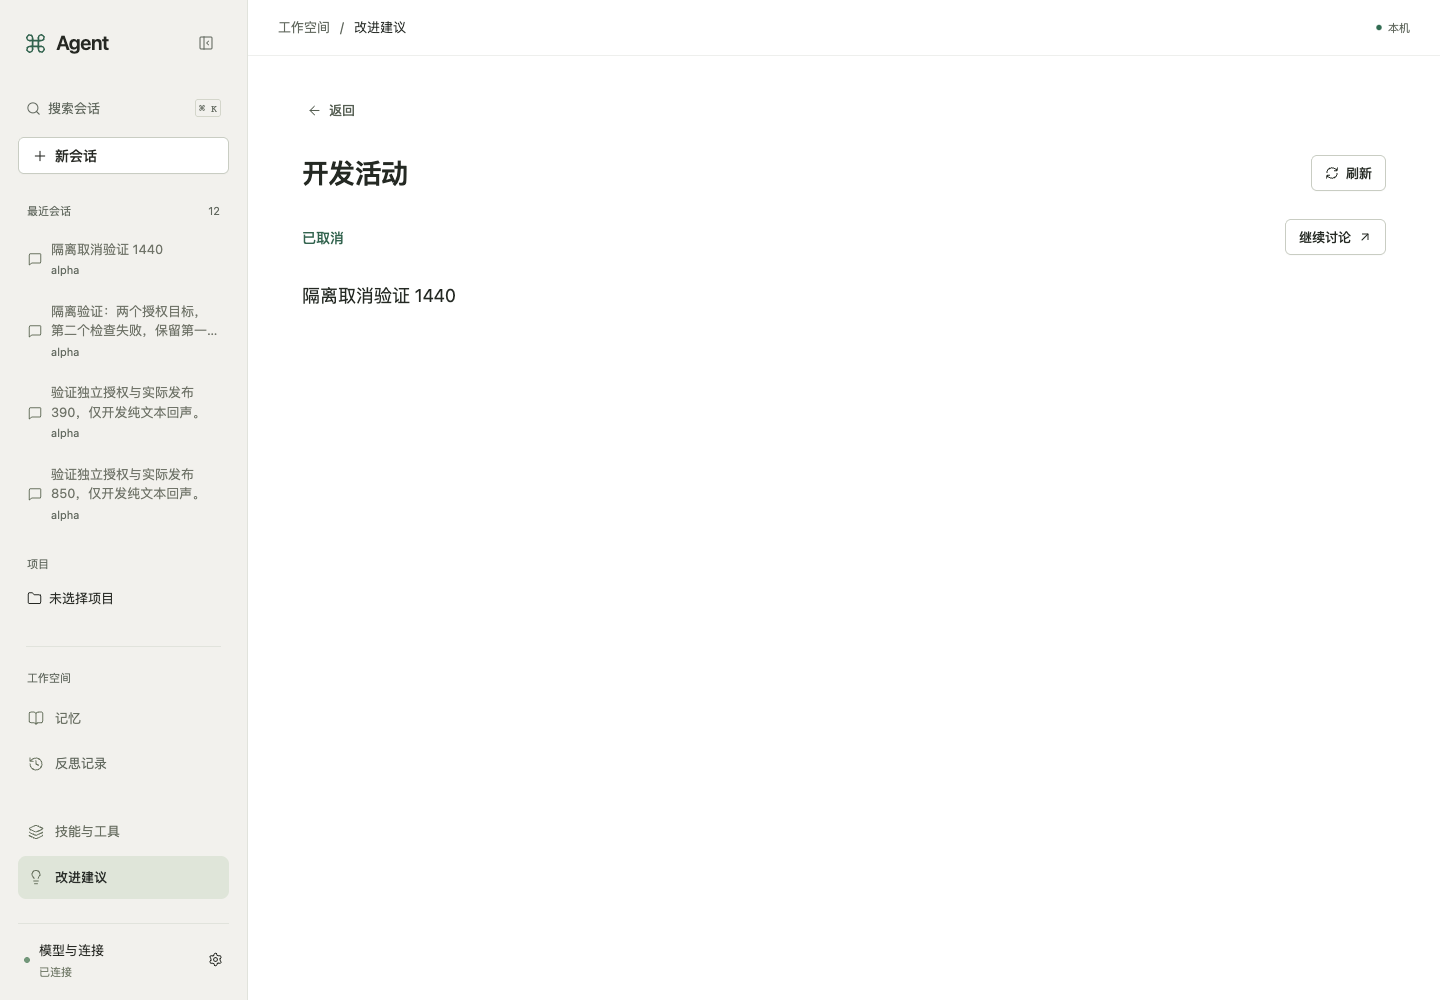 Agent
搜索会话
⌘ K
新会话
最近会话
12
隔离取消验证 1440
alpha
隔离验证：两个授权目标，
第二个检查失败，保留第一...
alpha
验证独立授权与实际发布
390，仅开发纯文本回声。
alpha
验证独立授权与实际发布
850，仅开发纯文本回声。
alpha
项目
未选择项目
工作空间
记忆
反思记录
技能与工具
改进建议
模型与连接
已连接
工作空间 / 改进建议
本机
返回
开发活动
刷新
已取消
继续讨论
隔离取消验证 1440